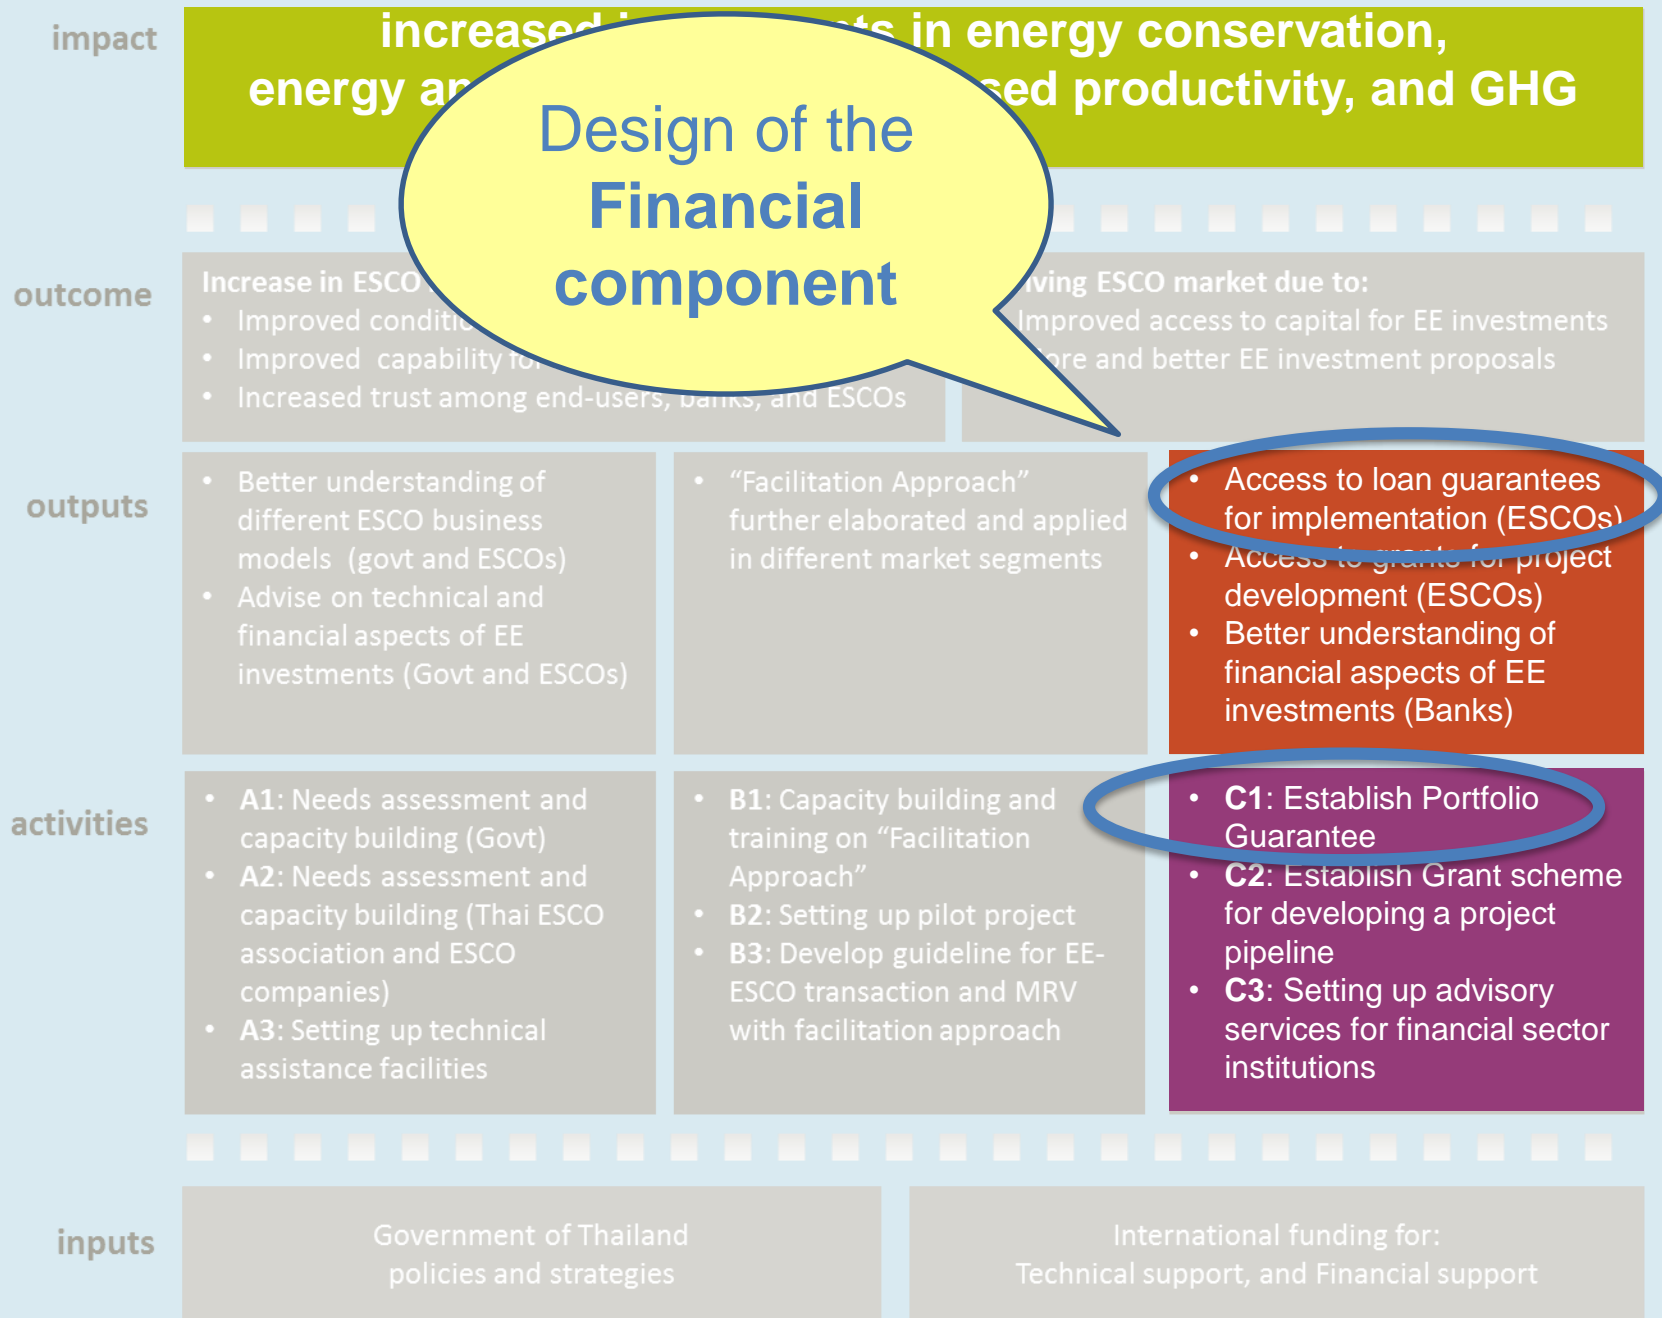 impact
increased in energy conservation,
energy productivity, and GHG
Design of the
Financial
component
outcome
Increase in ESCO
• Improved
• Improved capability for
• Increased trust among end-users, banks, and ESCOs
ESCO market due to:
Improved access to capital for EE investments
and better EE investment proposals
outputs
• Better understanding of
different ESCO business
models (govt and ESCOs)
• Advise on technical and
financial aspects of EE
investments (Govt and ESCOs)
• “Facilitation Approach”
further elaborated and applied
in different market segments
• Access to loan guarantees
for implementation (ESCOs)
• Access to grants for project
development (ESCOs)
• Better understanding of
financial aspects of EE
investments (Banks)
activities
• A1: Needs assessment and
capacity building (Govt)
• A2: Needs assessment and
capacity building (Thai ESCO
association and ESCO
companies)
• A3: Setting up technical
assistance facilities
• B1: Capacity building and
training on “Facilitation
Approach”
• B2: Setting up pilot project
• B3: Develop guideline for EE-
ESCO transaction and MRV
with facilitation approach
• C1: Establish Portfolio
Guarantee
• C2: Establish Grant scheme
for developing a project
pipeline
• C3: Setting up advisory
services for financial sector
institutions
inputs
Government of Thailand
policies and strategies
International funding for:
Technical support, and Financial support